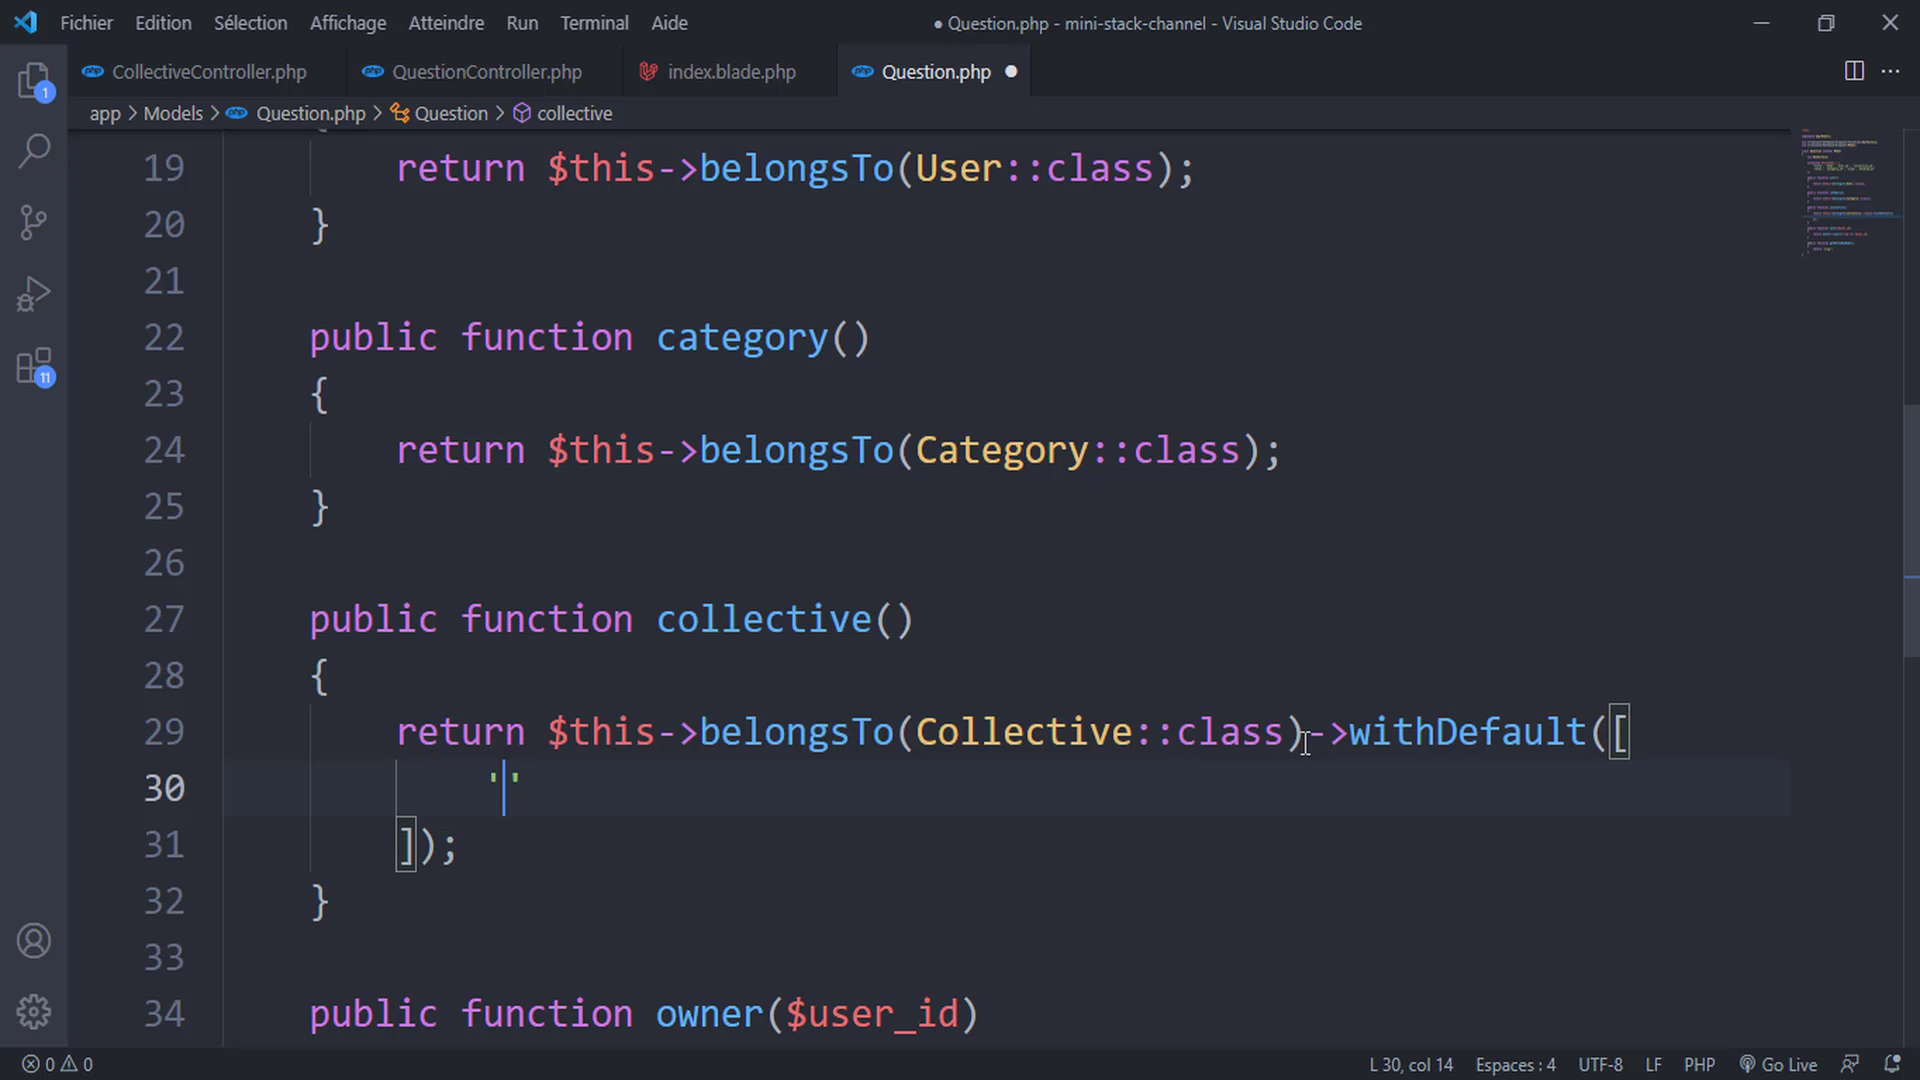 Fichier Edition Sélection Affichage Atteindre Run Terminal Aide
● Question.php - mini-stack-channel - Visual Studio Code
CollectiveController.php QuestionController.php index.blade.php Question.php
app > Models > Question.php > Question > collective
1
11
19 return $this->belongsTo(User::class);
20 }
21
22 public function category()
23 {
24 return $this->belongsTo(Category::class);
25 }
26
27 public function collective()
28 {
29 return $this->belongsTo(Collective::class)->withDefault([
30 ''
31 ]);
32 }
33
34 public function owner($user_id)
0 0 L 30, col 14 Espaces : 4 UTF-8 LF PHP Go Live